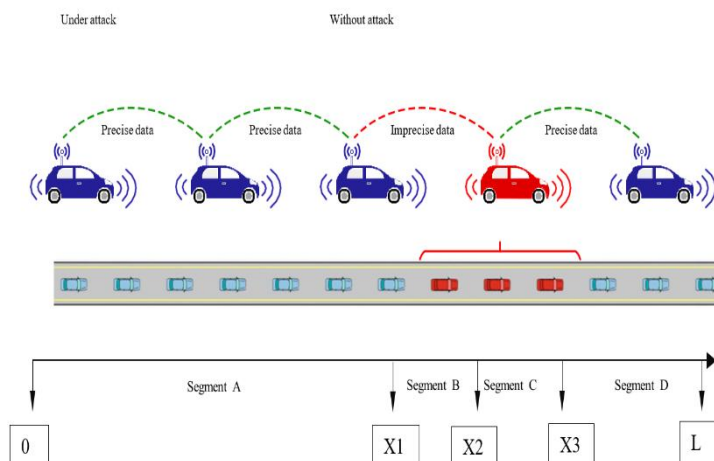 Under attack
Without attack
Precise data
Precise data
Imprecise data
Precise data
Segment A
Segment B
Segment C
Segment D
0
X1
X2
X3
L